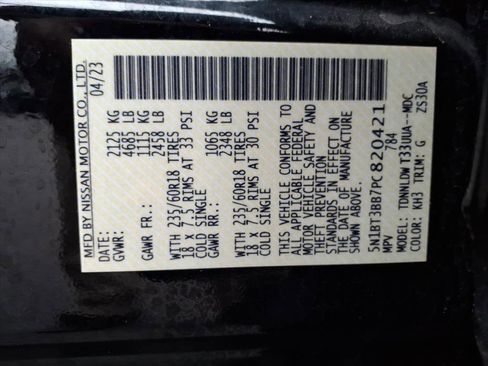 MFD BY NISSAN MOTOR CO., LTD.
DATE: 04/23
GVWR: 2125 KG
4685 LB
GAWR FR.: 1115 KG
2458 LB
WITH 235/60R18 TIRES
18 X 7.5 RIMS AT 33 PSI
COLD SINGLE
GAWR RR.: 1065 KG
2348 LB
WITH 235/60R18 TIRES
18 X 7.5 RIMS AT 30 PSI
COLD SINGLE
THIS VEHICLE CONFORMS TO
ALL APPLICABLE FEDERAL
MOTOR VEHICLE SAFETY AND
THEFT PREVENTION
STANDARDS IN EFFECT ON
THE DATE OF MANUFACTURE
SHOWN ABOVE.
5N1BT3BB7PC820421
MPV 784
MODEL: TDNNLDW T33UUA--MDC
COLOR: KH3 TRIM: G ZS30A